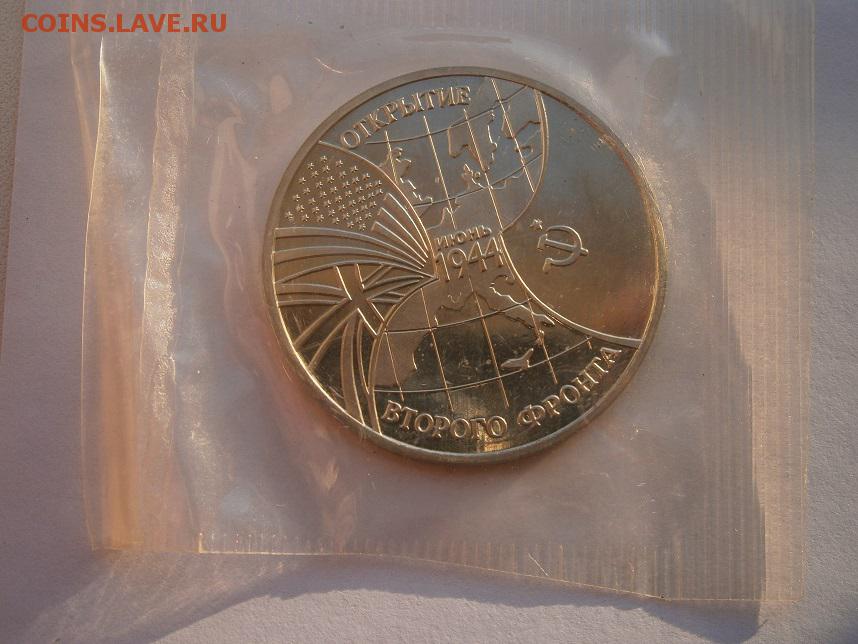 COINS.LAVE.RU
ОТКРЫТИЕ
ИЮНЬ
1944
ВТОРОГО ФРОНТА